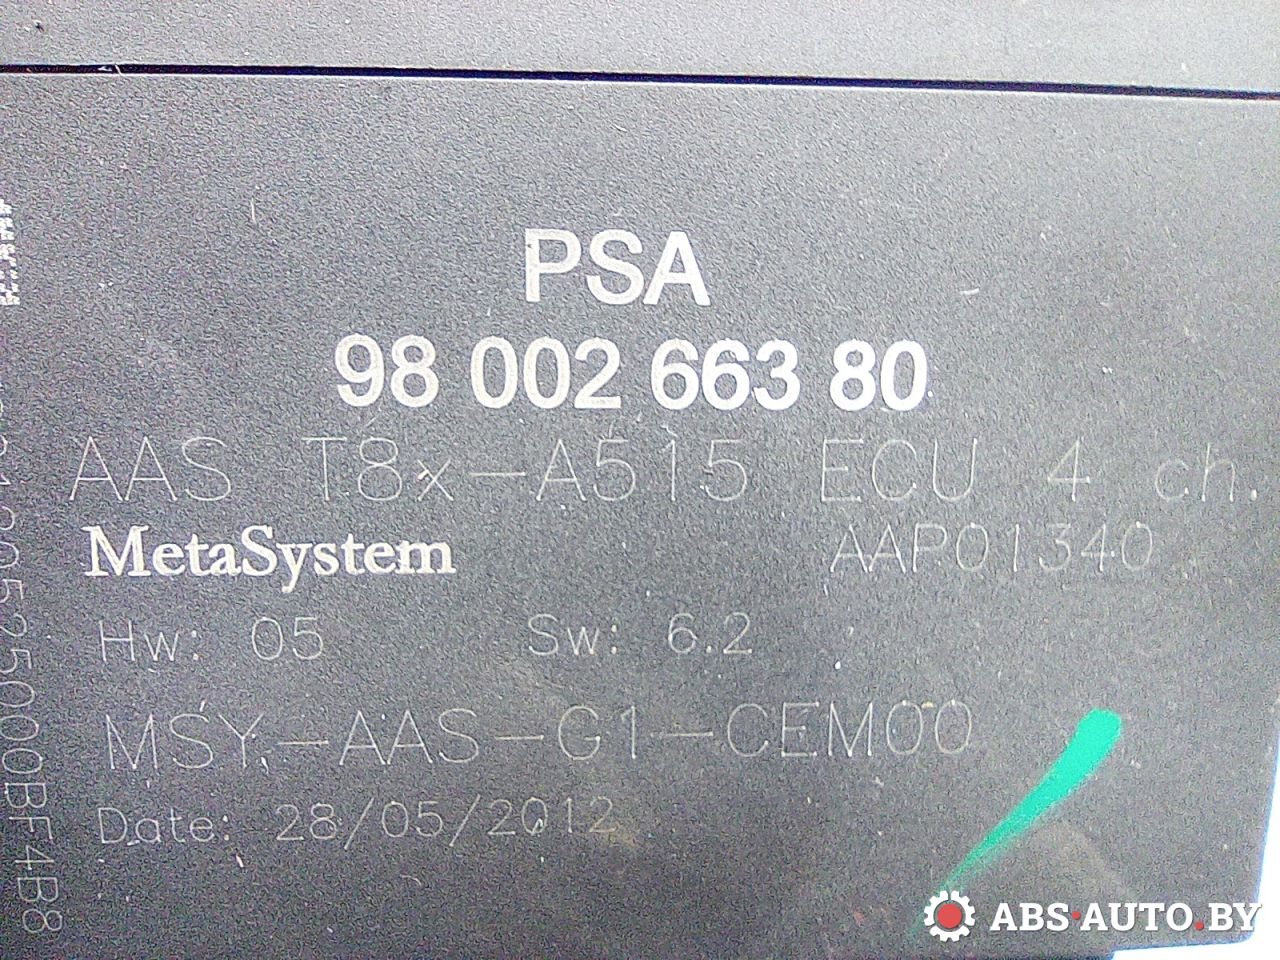 PSA
98 002 663 80
AAS T8x-A515 ECU 4 ch.
MetaSystem AAP01340
Hw: 05 Sw: 6.2
MSY-AAS-G1-CEM00
Date: 28/05/2012
ABS·AUTO.BY